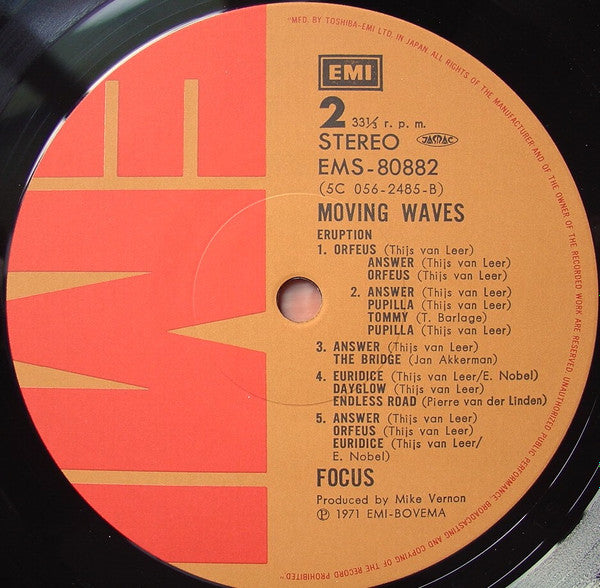 "MFD. BY TOSHIBA-EMI LTD. IN JAPAN. ALL RIGHTS OF THE MANUFACTURER AND OF THE OWNER OF THE RECORDED WORK ARE RESERVED. UNAUTHORIZED PUBLIC PERFORMANCE BROADCASTING AND COPYING OF THE RECORD PROHIBITED."
EMI
2 33⅓ r. p. m.
STEREO JASRAC
EMS-80882
(5C 056-2485-B)
MOVING WAVES
ERUPTION
1. ORFEUS (Thijs van Leer)
ANSWER (Thijs van Leer)
ORFEUS (Thijs van Leer)
2. ANSWER (Thijs van Leer)
PUPILLA (Thijs van Leer)
TOMMY (T. Barlage)
PUPILLA (Thijs van Leer)
3. ANSWER (Thijs van Leer)
THE BRIDGE (Jan Akkerman)
4. EURIDICE (Thijs van Leer/E. Nobel)
DAYGLOW (Thijs van Leer)
ENDLESS ROAD (Pierre van der Linden)
5. ANSWER (Thijs van Leer)
ORFEUS (Thijs van Leer)
EURIDICE (Thijs van Leer/
E. Nobel)
FOCUS
Produced by Mike Vernon
℗ 1971 EMI-BOVEMA